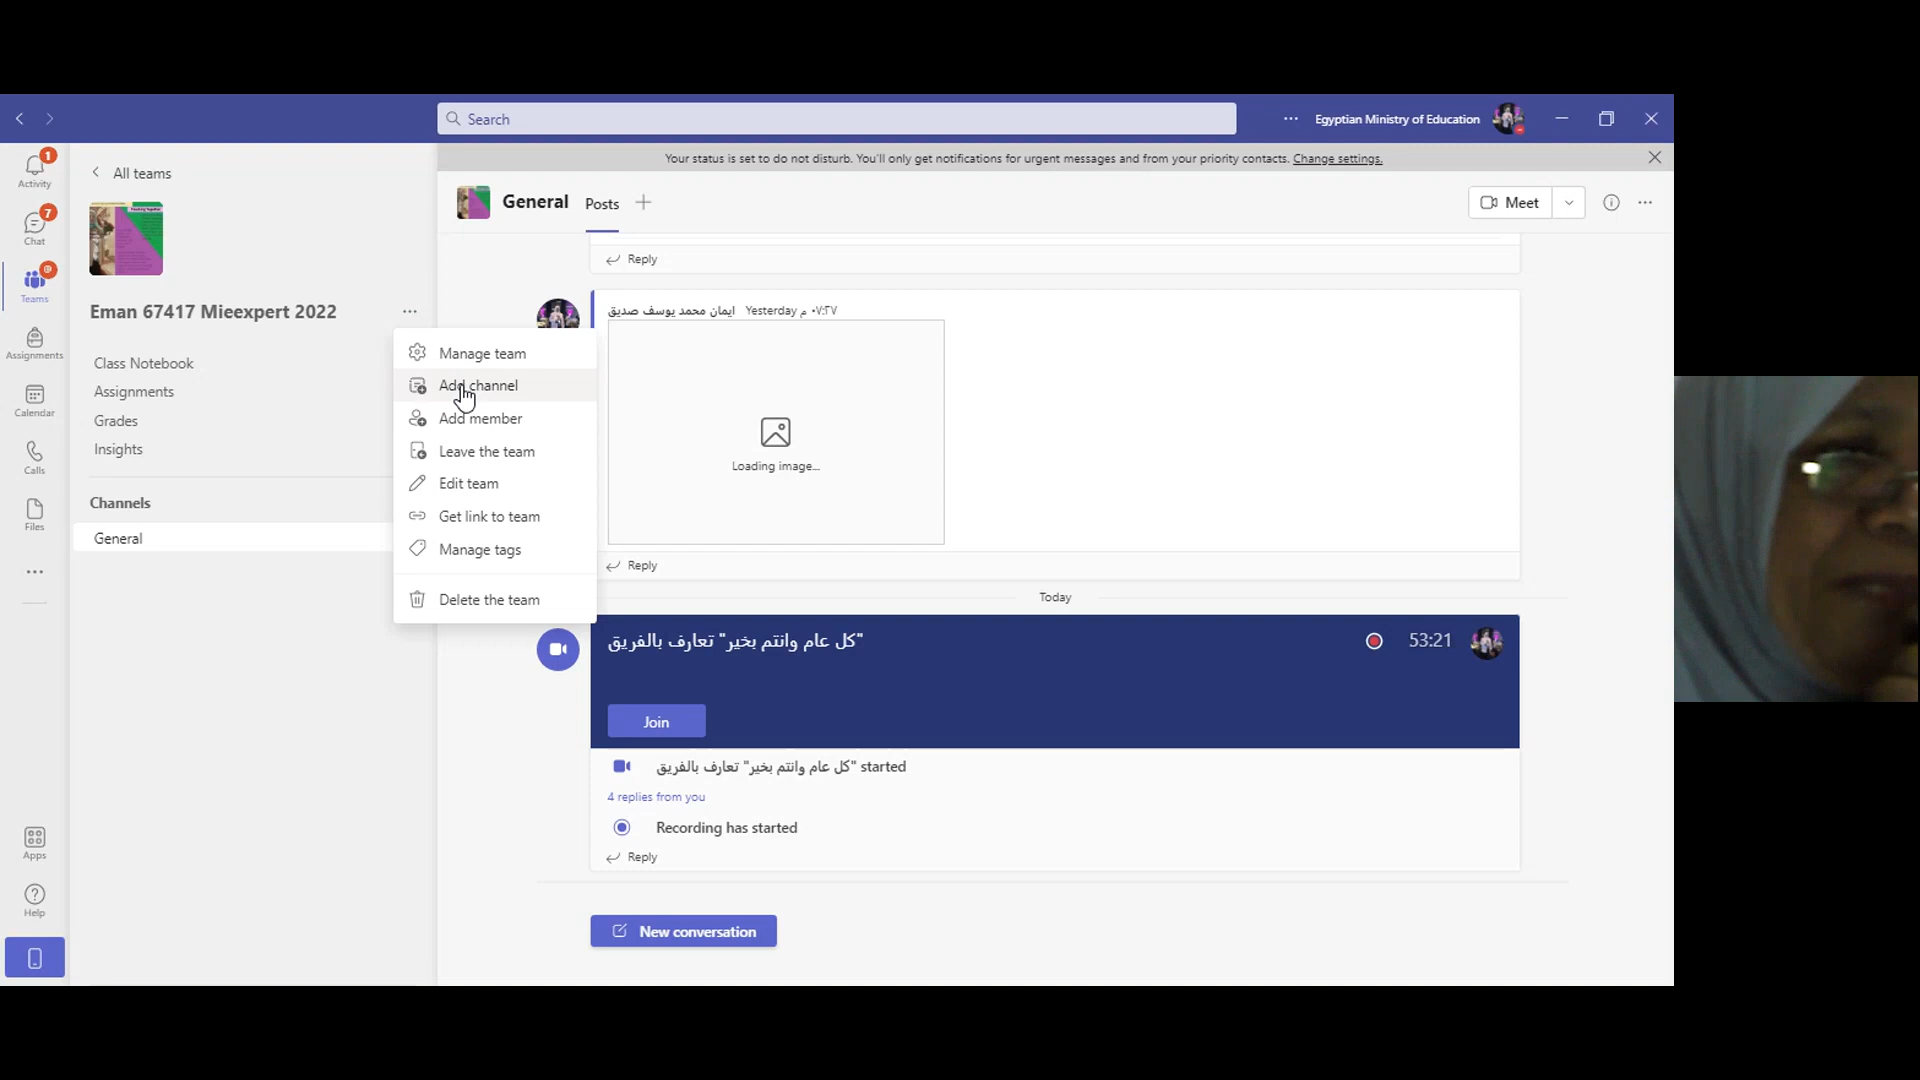 Search
Egyptian Ministry of Education
Your status is set to do not disturb. You'll only get notifications for urgent messages and from your priority contacts. Change settings.
1
Activity
7
Chat
@
Teams
Assignments
Calendar
Calls
Files
Apps
Help
All teams
Eman 67417 Mieexpert 2022
Class Notebook
Assignments
Grades
Insights
Channels
General
Manage team
Add channel
Add member
Leave the team
Edit team
Get link to team
Manage tags
Delete the team
General
Posts
Meet
Reply
ايمان محمد يوسف صديق Yesterday ٠٧:٢٧ م
Loading image...
Reply
Today
"كل عام وانتم بخير" تعارف بالفريق
53:21
Join
"كل عام وانتم بخير" تعارف بالفريق started
4 replies from you
Recording has started
Reply
New conversation